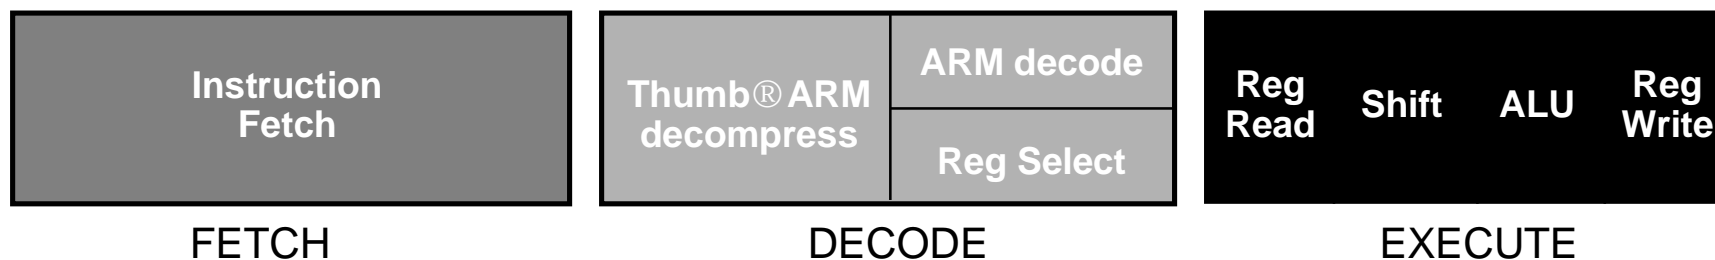 Instruction
Fetch
Thumb® ARM
decompress
ARM decode
Reg Select
Reg
Read
Shift
ALU
Reg
Write
FETCH
DECODE
EXECUTE